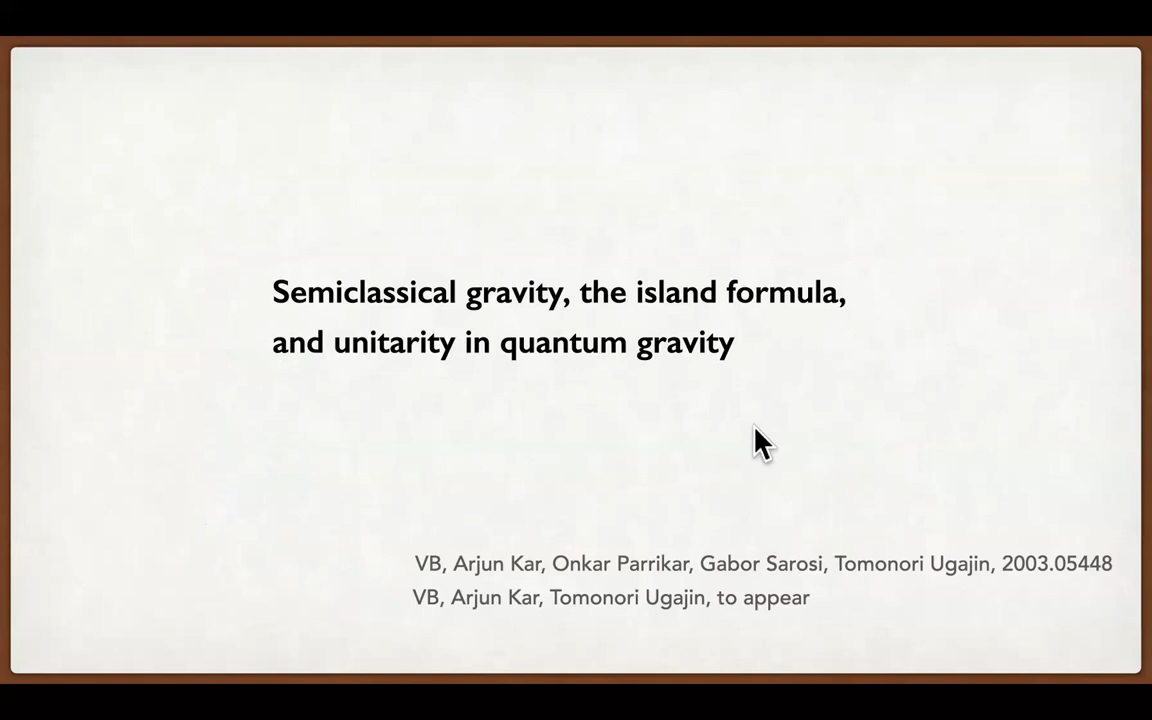 Semiclassical gravity, the island formula,
and unitarity in quantum gravity
VB, Arjun Kar, Onkar Parrikar, Gabor Sarosi, Tomonori Ugajin, 2003.05448
VB, Arjun Kar, Tomonori Ugajin, to appear